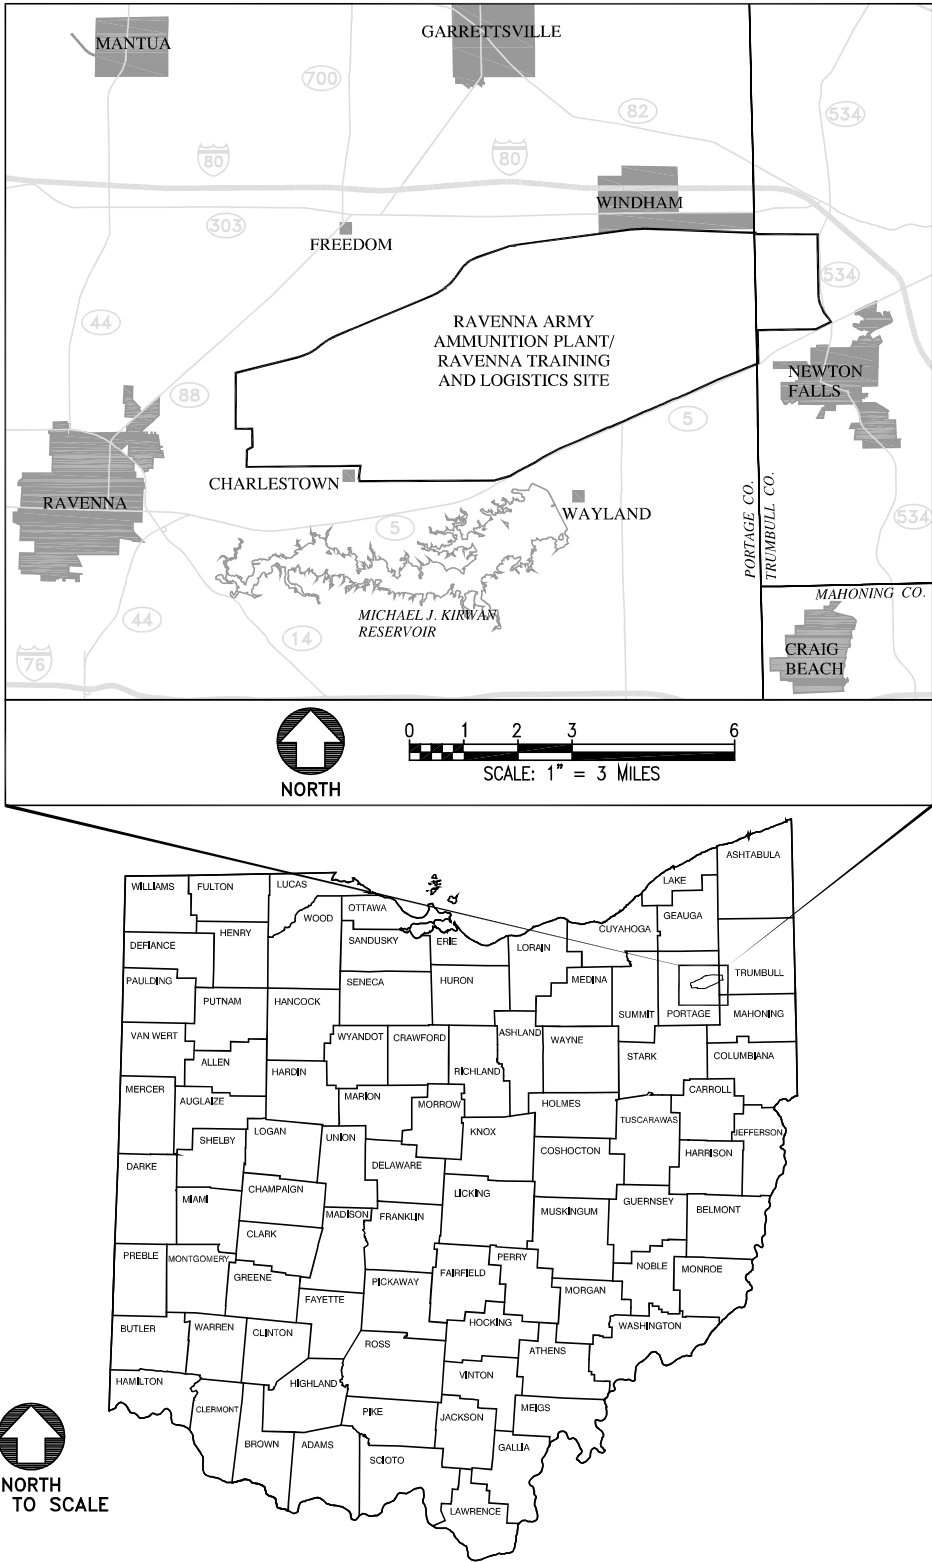 MANTUA
GARRETTSVILLE
700
82
534
80
80
WINDHAM
303
FREEDOM
534
44
RAVENNA ARMY
AMMUNITION PLANT/
RAVENNA TRAINING
AND LOGISTICS SITE
NEWTON
FALLS
88
5
CHARLESTOWN
RAVENNA
WAYLAND
5
534
PORTAGE CO.
TRUMBULL CO.
MAHONING CO.
MICHAEL J. KIRWAN
RESERVOIR
44
14
76
CRAIG
BEACH
0 1 2 3 6
SCALE: 1" = 3 MILES
NORTH
ASHTABULA
LAKE
WILLIAMS
FULTON
LUCAS
OTTAWA
GEAUGA
WOOD
CUYAHOGA
HENRY
SANDUSKY
ERIE
LORAIN
DEFIANCE
TRUMBULL
PAULDING
SENECA
HURON
MEDINA
PUTNAM
HANCOCK
SUMMIT
PORTAGE
MAHONING
VAN WERT
WYANDOT
CRAWFORD
ASHLAND
WAYNE
STARK
COLUMBIANA
ALLEN
HARDIN
RICHLAND
MERCER
AUGLAIZE
MARION
MORROW
HOLMES
CARROLL
TUSCARAWAS
JEFFERSON
SHELBY
LOGAN
UNION
KNOX
COSHOCTON
HARRISON
DARKE
DELAWARE
MIAMI
CHAMPAIGN
LICKING
GUERNSEY
BELMONT
MADISON
FRANKLIN
MUSKINGUM
CLARK
PREBLE
MONTGOMERY
GREENE
PICKAWAY
FAIRFIELD
PERRY
NOBLE
MONROE
FAYETTE
MORGAN
BUTLER
WARREN
CLINTON
HOCKING
WASHINGTON
ROSS
ATHENS
HAMILTON
HIGHLAND
VINTON
CLERMONT
PIKE
JACKSON
MEIGS
BROWN
ADAMS
SCIOTO
GALLIA
LAWRENCE
NORTH
TO SCALE